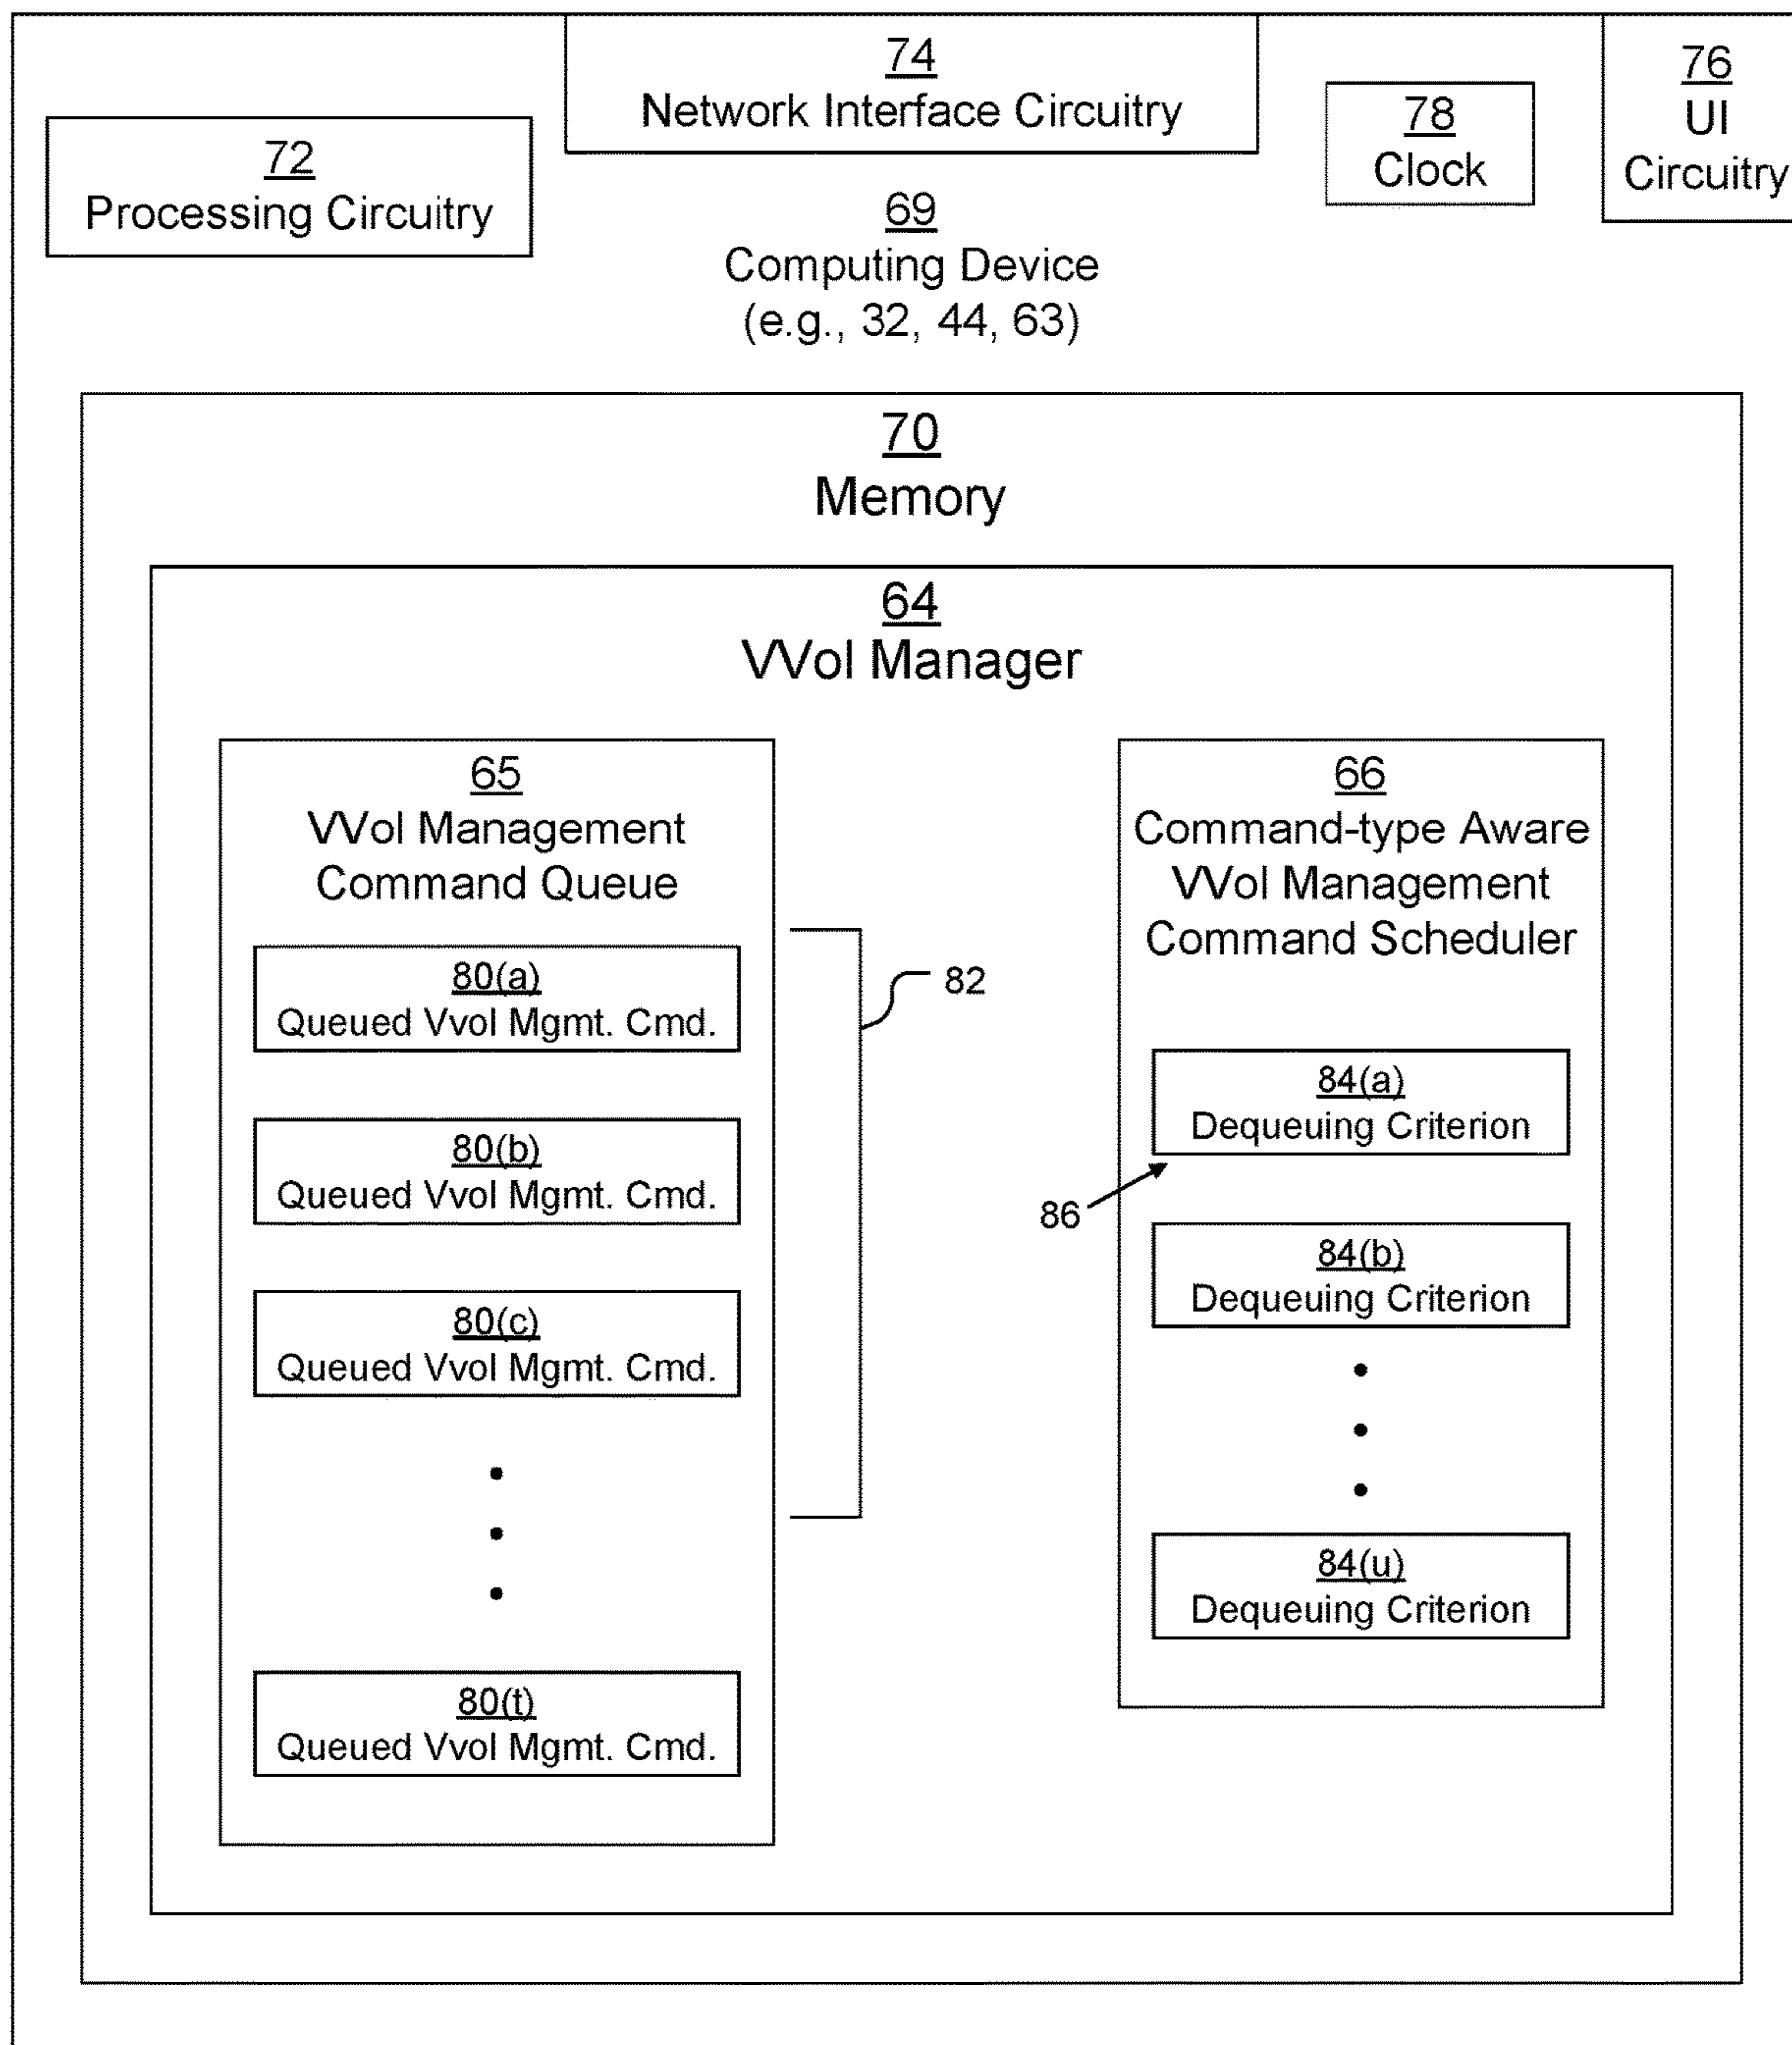 74
Network Interface Circuitry
76
UI
Circuitry
78
Clock
72
Processing Circuitry
69
Computing Device
(e.g., 32, 44, 63)
70
Memory
64
VVol Manager
65
VVol Management
Command Queue
80(a)
Queued Vvol Mgmt. Cmd.
80(b)
Queued Vvol Mgmt. Cmd.
80(c)
Queued Vvol Mgmt. Cmd.
80(t)
Queued Vvol Mgmt. Cmd.
82
66
Command-type Aware
VVol Management
Command Scheduler
84(a)
Dequeuing Criterion
86
84(b)
Dequeuing Criterion
84(u)
Dequeuing Criterion